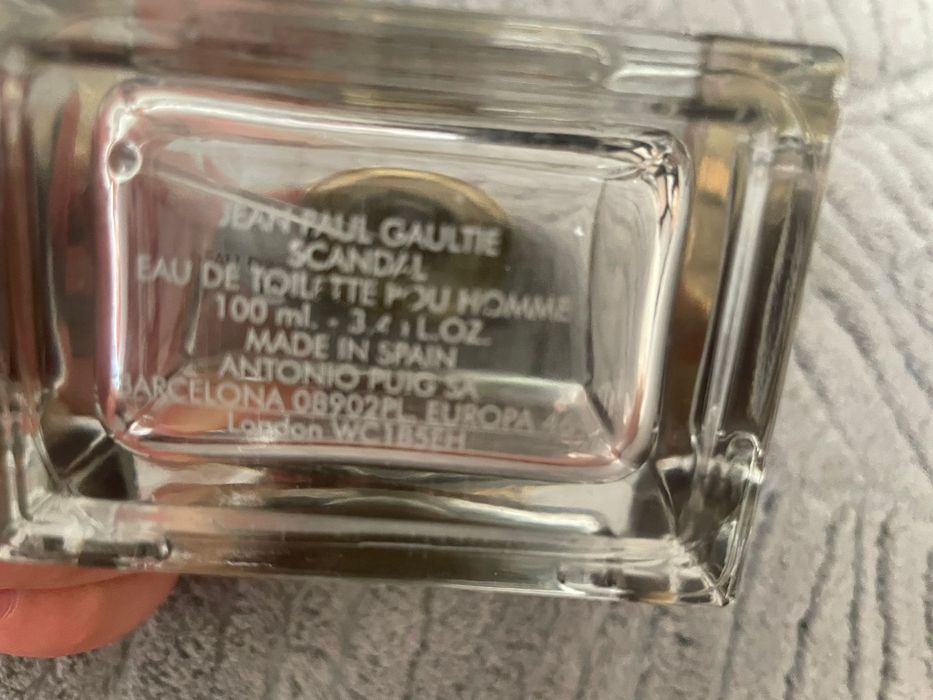 JEAN PAUL GAULTIE
SCANDAL
EAU DE TOILETTE POU HOMME
100 ml. - 3.4 L.OZ.
MADE IN SPAIN
ANTONIO PUIG SA
BARCELONA 08902PL. EUROPA
London WC1B5EH